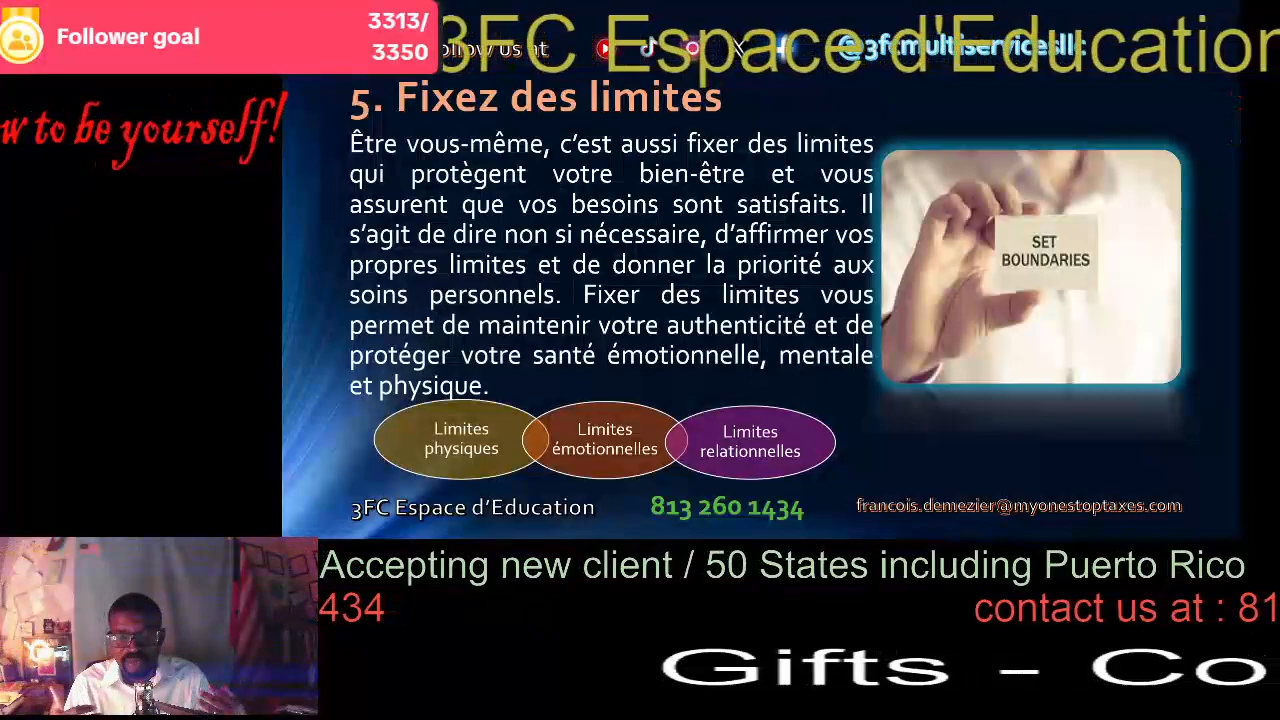 Follower goal
3313/
3350
ollow us at
@3fcmultiservicesllc
3FC Espace d'Education
w to be yourself!
5. Fixez des limites
Être vous-même, c'est aussi fixer des limites
qui protègent votre bien-être et vous
assurent que vos besoins sont satisfaits. Il
s'agit de dire non si nécessaire, d'affirmer vos
propres limites et de donner la priorité aux
soins personnels. Fixer des limites vous
permet de maintenir votre authenticité et de
protéger votre santé émotionnelle, mentale
et physique.
SET
BOUNDARIES
Limites
physiques
Limites
émotionnelles
Limites
relationnelles
3FC Espace d'Education
813 260 1434
francois.demezier@myonestoptaxes.com
Accepting new client / 50 States including Puerto Rico
434
contact us at : 81
Gifts - Co